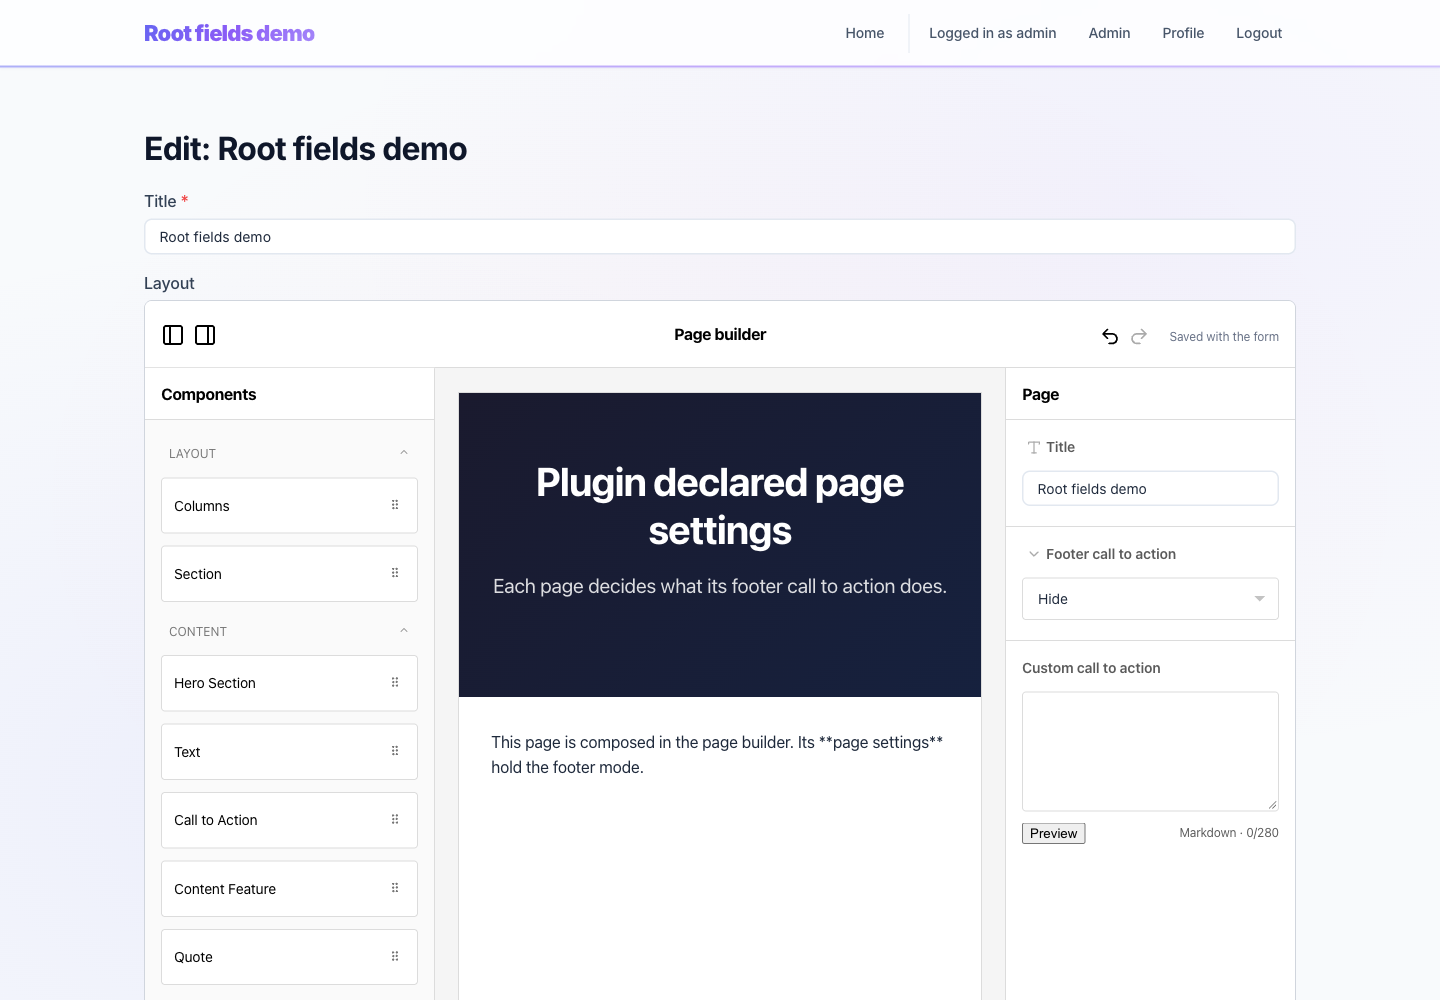 Root fields demo
Home
Logged in as admin
Admin
Profile
Logout
Edit: Root fields demo
Title *
Root fields demo
Layout
Page builder
Saved with the form
Components
LAYOUT
Columns
Section
CONTENT
Hero Section
Text
Call to Action
Content Feature
Quote
Plugin declared page
settings
Each page decides what its footer call to action does.
This page is composed in the page builder. Its **page settings**
hold the footer mode.
Page
Title
Root fields demo
Footer call to action
Hide
Custom call to action
Preview
Markdown · 0/280